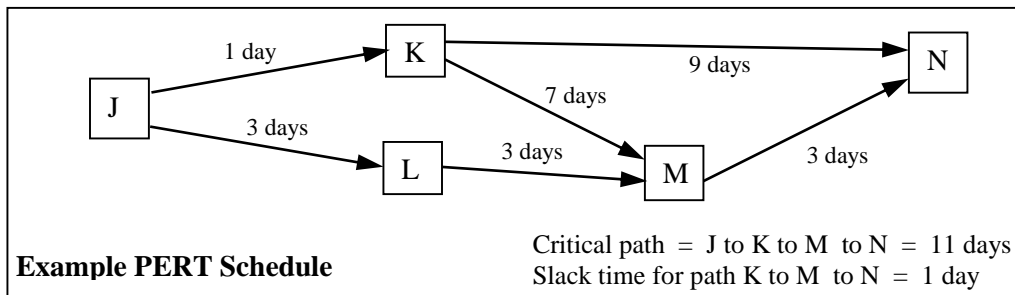 1 day
K
9 days
N
J
7 days
3 days
L
3 days
M
3 days
Critical path = J to K to M to N = 11 days
Example PERT Schedule
Slack time for path K to M to N = 1 day